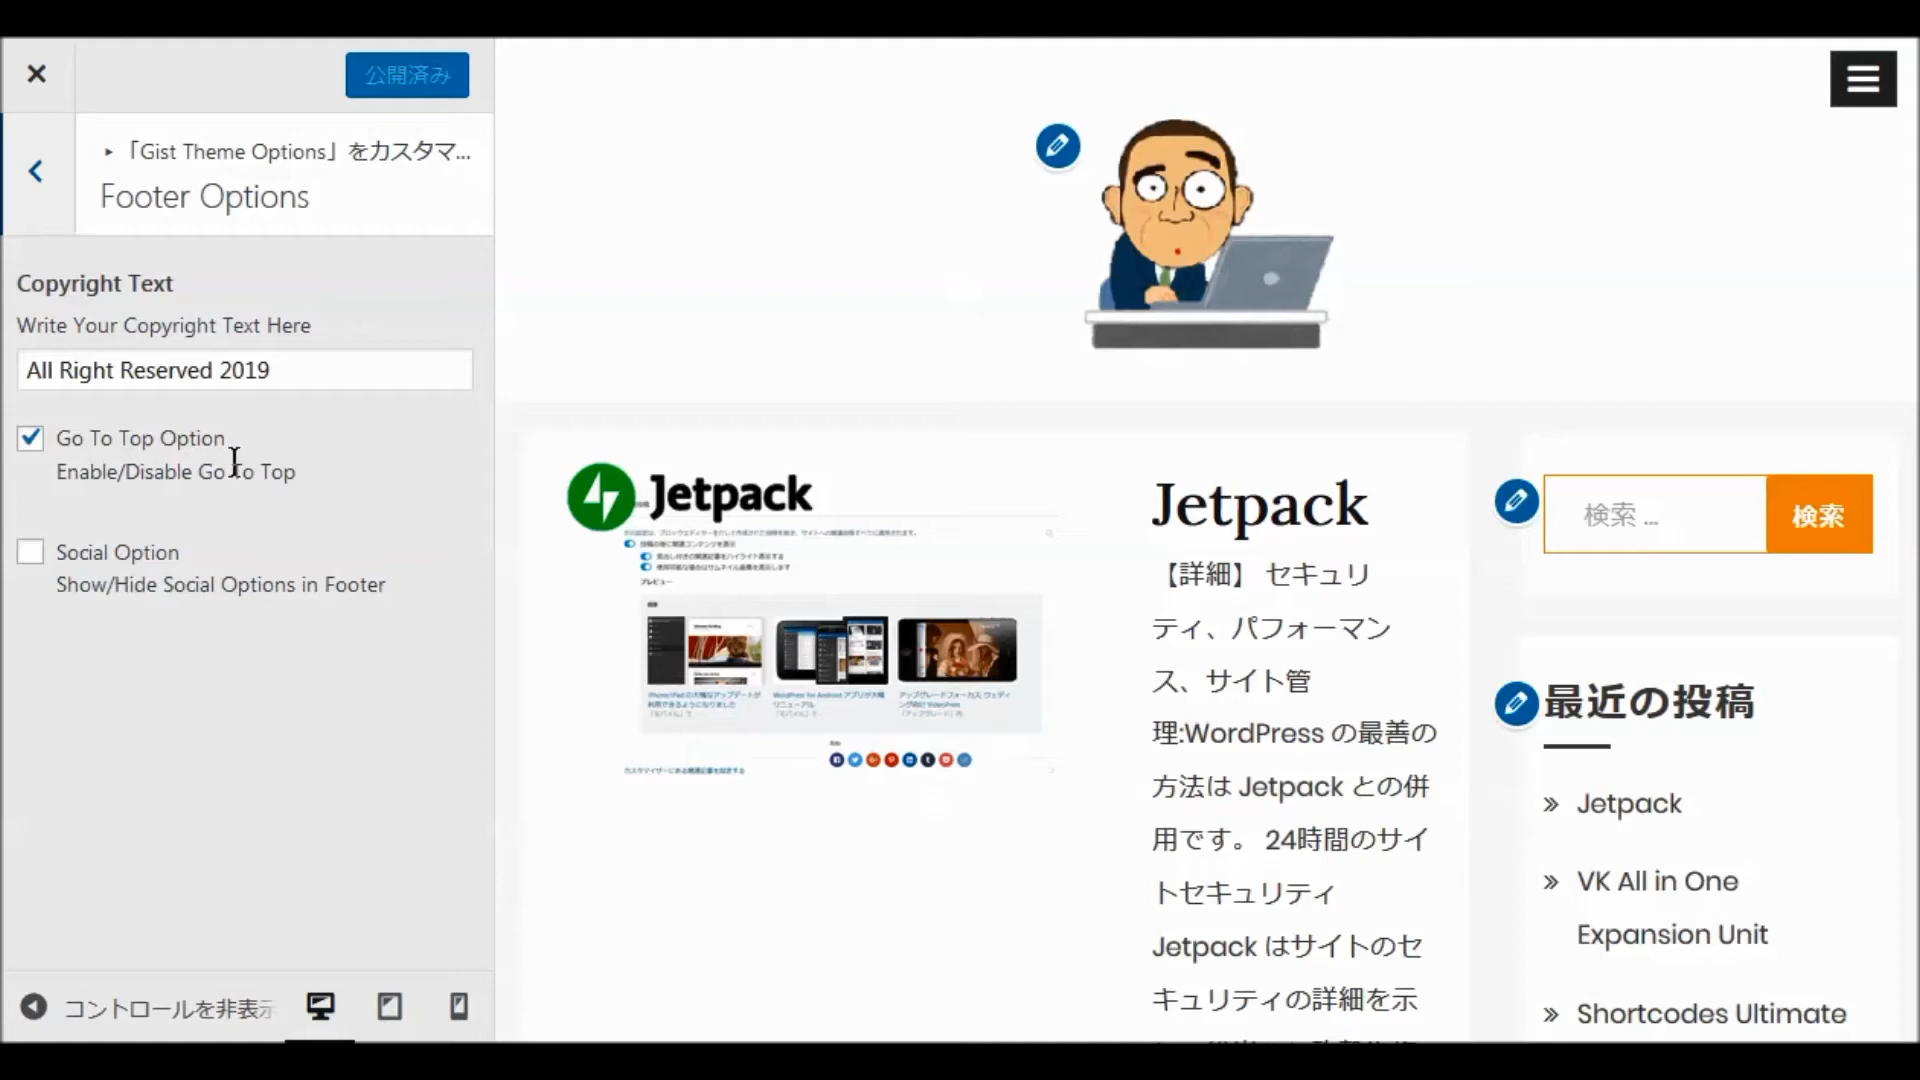 公開済み
▸ 「Gist Theme Options」をカスタマ...
Footer Options
Copyright Text
Write Your Copyright Text Here
All Right Reserved 2019
Go To Top Option
Enable/Disable Go To Top
Social Option
Show/Hide Social Options in Footer
コントロールを非表示
Jetpack
プレビュー
Jetpack
【詳細】 セキュリ
ティ、パフォーマン
ス、サイト管
理:WordPress の最善の
方法は Jetpack との併
用です。 24時間のサイ
トセキュリティ
Jetpack はサイトのセ
キュリティの詳細を示
検索 ...
検索
最近の投稿
» Jetpack
» VK All in One
Expansion Unit
» Shortcodes Ultimate